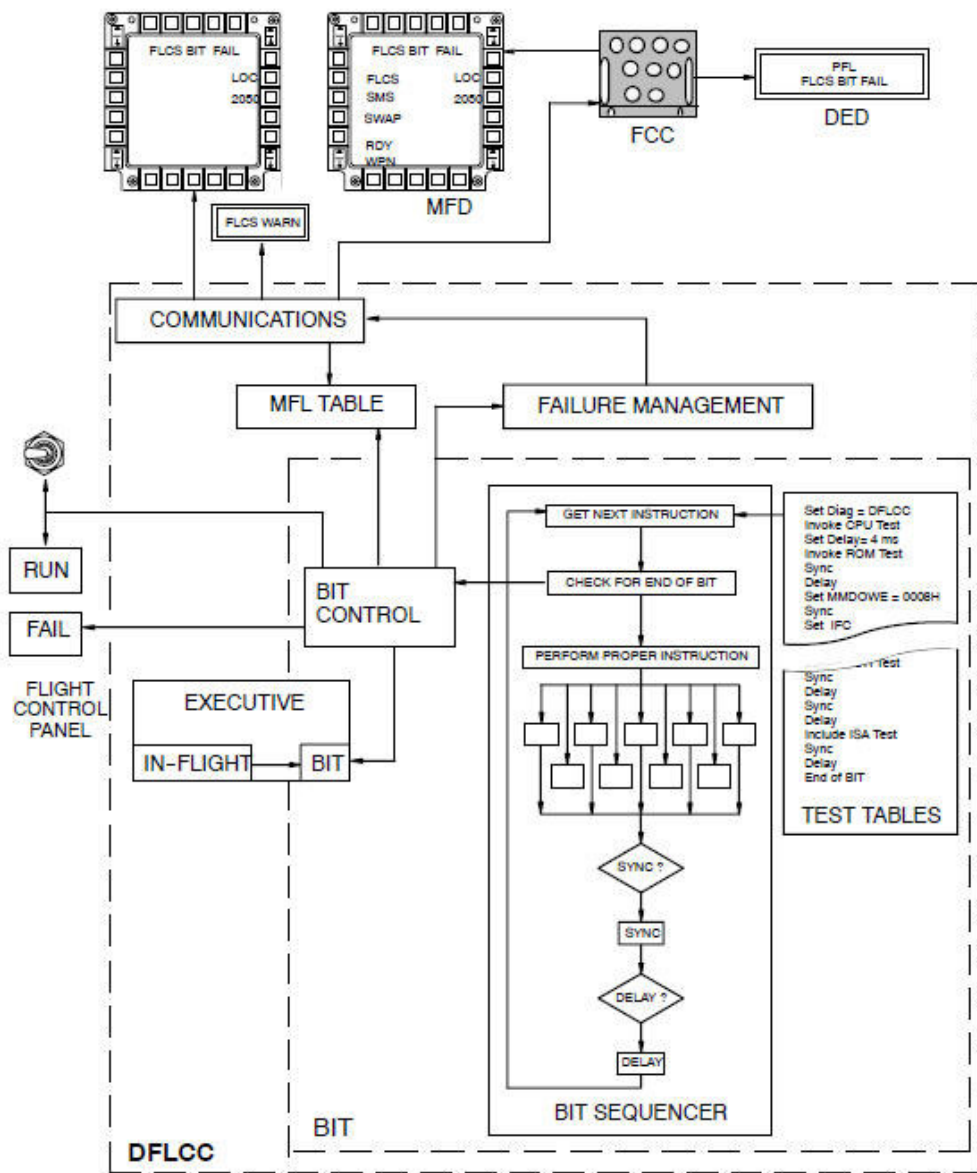 FLCS BIT FAIL
LOC
2050
FLCS BIT FAIL
FLCS
LOC
SMS
2050
SWAP
RDY
WPN
MFD
FCC
PFL
FLCS BIT FAIL
DED
FLCS WARN
COMMUNICATIONS
MFL TABLE
FAILURE MANAGEMENT
RUN
FAIL
FLIGHT
CONTROL
PANEL
BIT
CONTROL
EXECUTIVE
IN-FLIGHT
BIT
GET NEXT INSTRUCTION
CHECK FOR END OF BIT
PERFORM PROPER INSTRUCTION
SYNC ?
SYNC
DELAY ?
DELAY
BIT SEQUENCER
Set Diag = DFLCC
Invoke CPU Test
Set Delay= 4 ms
Invoke ROM Test
Sync
Delay
Set MMDOWE = 0008H
Sync
Set IFC
Test
Sync
Delay
Sync
Delay
Include ISA Test
Sync
Delay
End of BIT
TEST TABLES
BIT
DFLCC